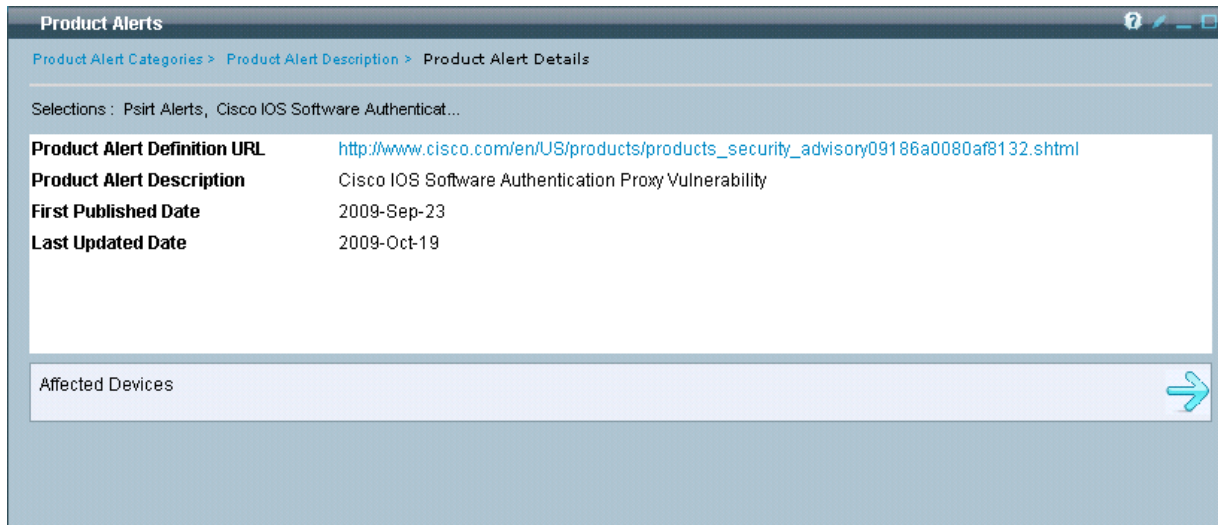 Product Alerts
Product Alert Categories > Product Alert Description > Product Alert Details
Selections : Psirt Alerts, Cisco IOS Software Authenticat...
Product Alert Definition URL http://www.cisco.com/en/US/products/products_security_advisory09186a0080af8132.shtml
Product Alert Description Cisco IOS Software Authentication Proxy Vulnerability
First Published Date 2009-Sep-23
Last Updated Date 2009-Oct-19
Affected Devices